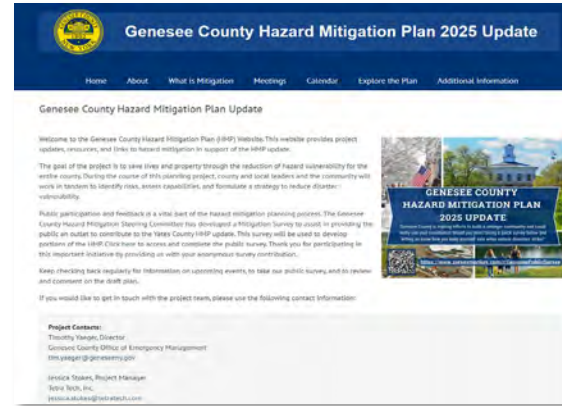 Genesee County Hazard Mitigation Plan 2025 Update
Home About What is Mitigation Meetings Calendar Explore the Plan Additional Information
Genesee County Hazard Mitigation Plan Update
Welcome to the Genesee County Hazard Mitigation Plan (HMP) Website. This website provides project
updates, resources, and links to hazard mitigation in support of the HMP update.
The goal of the project is to save lives and property through the reduction of hazard vulnerability for the
entire county. During the course of this planning project, county and local leaders and the community will
work in tandem to identify risks, assess capabilities, and formulate a strategy to reduce disaster
vulnerability.
Public participation and feedback is a vital part of the hazard mitigation planning process. The Genesee
County Hazard Mitigation Steering Committee has developed a Mitigation Survey to assist in providing the
public an outlet to contribute to the Yates County HMP update. This survey will be used to develop
portions of the HMP. Click here to access and complete the public survey. Thank you for participating in
this important initiative by providing us with your anonymous survey contribution.
Keep checking back regularly for information on upcoming events, to take our public survey, and to review
and comment on the draft plan.
If you would like to get in touch with the project team, please use the following contact information:
GENESEE COUNTY
HAZARD MITIGATION PLAN
2025 UPDATE
Project Contacts:
Timothy Yaeger, Director
Genesee County Office of Emergency Management
tim.yaeger@geneseeny.gov
Jessica Stokes, Project Manager
Tetra Tech, Inc.
jessica.stokes@tetratech.com